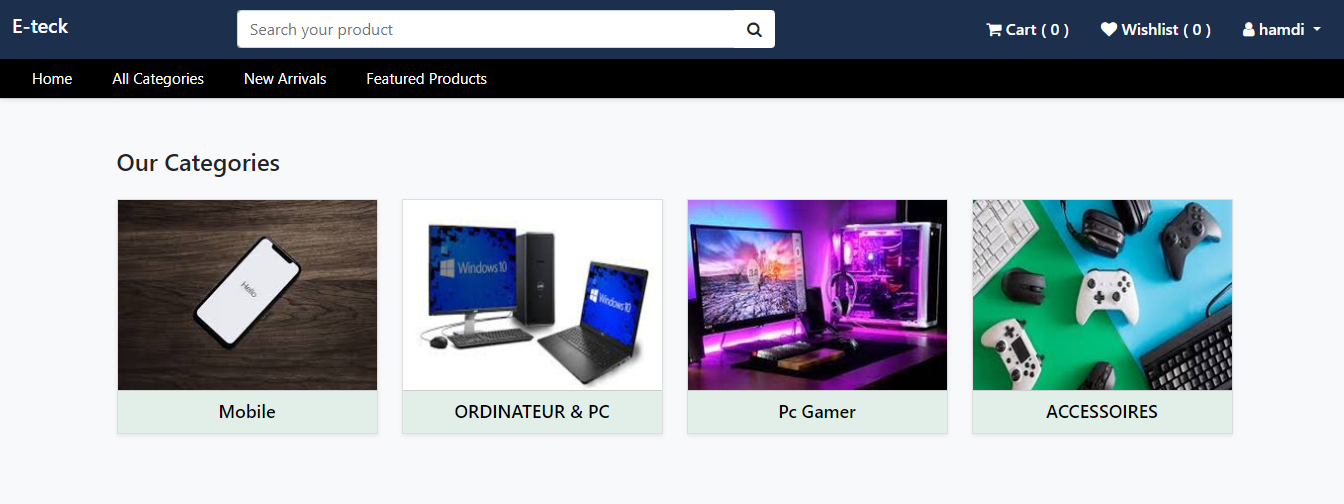 E-teck
Search your product
Cart ( 0 )
Wishlist ( 0 )
hamdi
Home
All Categories
New Arrivals
Featured Products
Our Categories
Hello
Windows 10
Windows 10
Mobile
ORDINATEUR & PC
Pc Gamer
ACCESSOIRES